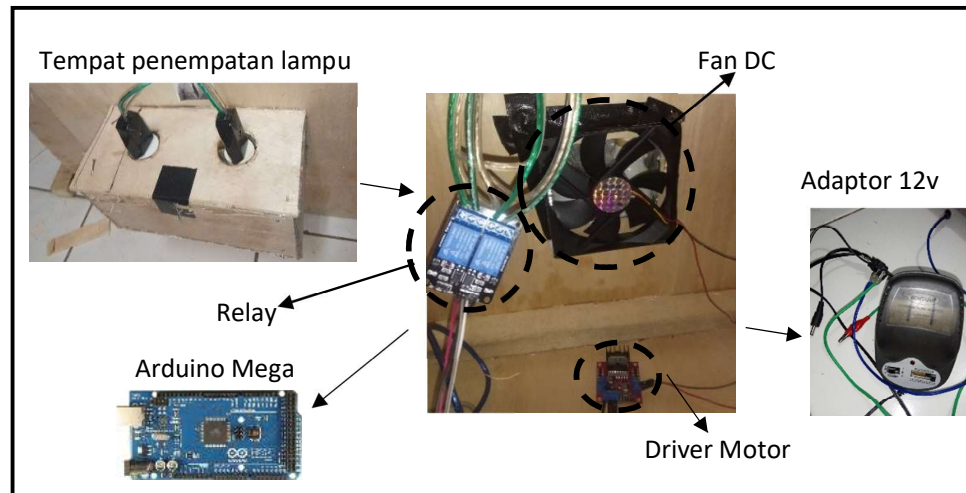 Tempat penempatan lampu
Fan DC
Adaptor 12v
Relay
Arduino Mega
Driver Motor